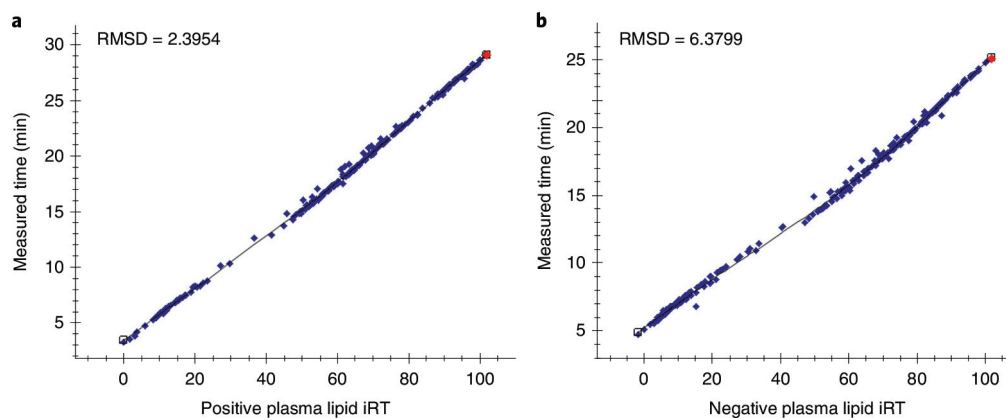 a
RMSD = 2.3954
30
25
20
15
10
5
0 20 40 60 80 100
Measured time (min)
Positive plasma lipid iRT
b
RMSD = 6.3799
25
20
15
10
5
0 20 40 60 80 100
Measured time (min)
Negative plasma lipid iRT